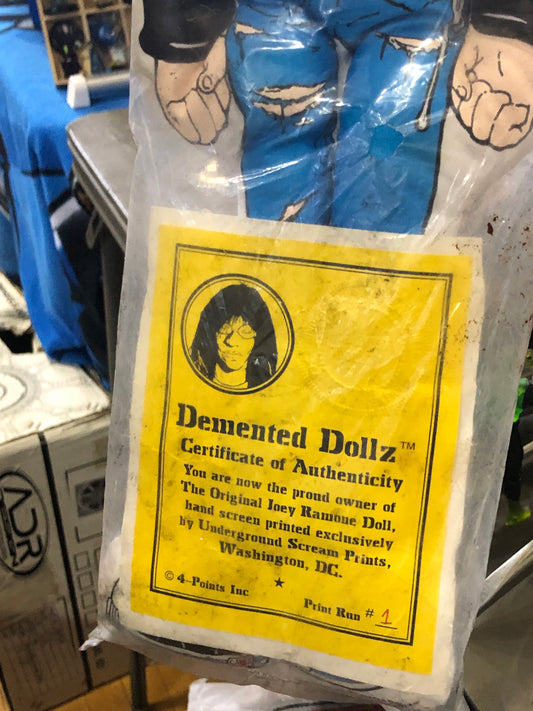 Demented Dollz™
Certificate of Authenticity
You are now the proud owner of
The Original Joey Ramone Doll,
hand screen printed exclusively
by Underground Scream Prints,
Washington, DC.
© 4-Points Inc
Print Run # 1
ADR